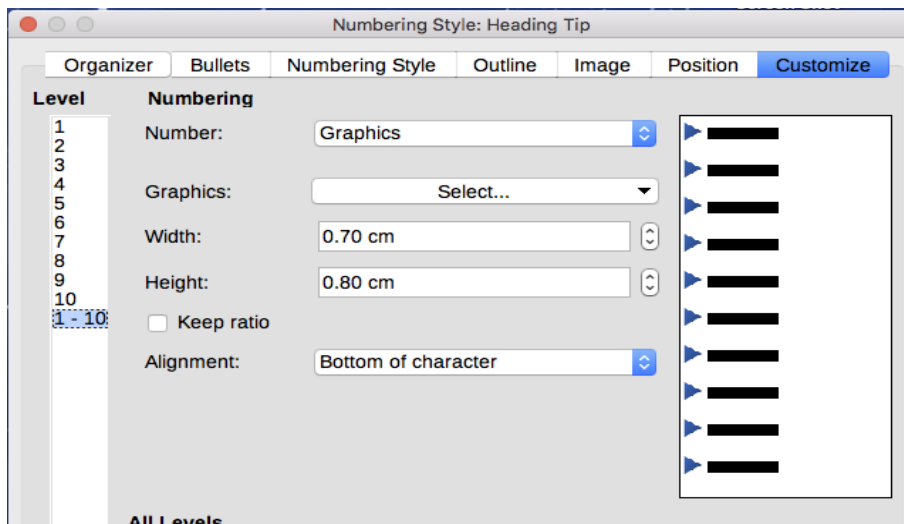 Numbering Style: Heading Tip
Organizer Bullets Numbering Style Outline Image Position Customize
Level Numbering
1
2
3
4
5
6
7
8
9
10
1 - 10
Number: Graphics
Graphics: Select...
Width: 0.70 cm
Height: 0.80 cm
Keep ratio
Alignment: Bottom of character
All Levels